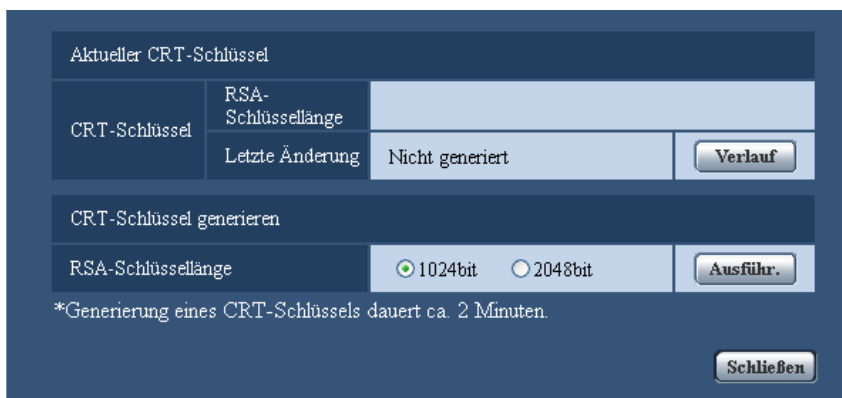 Aktueller CRT-Schlüssel
CRT-Schlüssel
RSA-
Schlüssellänge
Letzte Änderung
Nicht generiert
Verlauf
CRT-Schlüssel generieren
RSA-Schlüssellänge
1024bit
2048bit
Ausführ.
*Generierung eines CRT-Schlüssels dauert ca. 2 Minuten.
Schließen